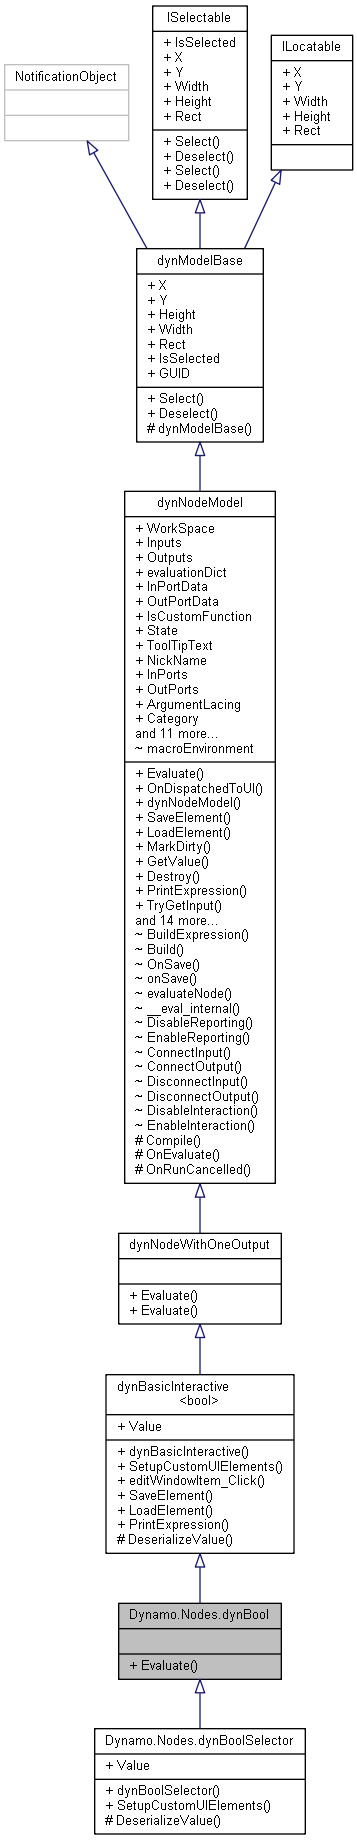 NotificationObject
ISelectable
+ IsSelected
+ X
+ Y
+ Width
+ Height
+ Rect
+ Select()
+ Deselect()
+ Select()
+ Deselect()
ILocatable
+ X
+ Y
+ Width
+ Height
+ Rect
dynModelBase
+ X
+ Y
+ Height
+ Width
+ Rect
+ IsSelected
+ GUID
+ Select()
+ Deselect()
# dynModelBase()
dynNodeModel
+ WorkSpace
+ Inputs
+ Outputs
+ evaluationDict
+ InPortData
+ OutPortData
+ IsCustomFunction
+ State
+ ToolTipText
+ NickName
+ InPorts
+ OutPorts
+ ArgumentLacing
+ Category
and 11 more...
~ macroEnvironment
+ Evaluate()
+ OnDispatchedToUI()
+ dynNodeModel()
+ SaveElement()
+ LoadElement()
+ MarkDirty()
+ GetValue()
+ Destroy()
+ PrintExpression()
+ TryGetInput()
and 14 more...
~ BuildExpression()
~ Build()
~ OnSave()
~ onSave()
~ evaluateNode()
~ __eval_internal()
~ DisableReporting()
~ EnableReporting()
~ ConnectInput()
~ ConnectOutput()
~ DisconnectInput()
~ DisconnectOutput()
~ DisableInteraction()
~ EnableInteraction()
# Compile()
# OnEvaluate()
# OnRunCancelled()
dynNodeWithOneOutput
+ Evaluate()
+ Evaluate()
dynBasicInteractive
<bool>
+ Value
+ dynBasicInteractive()
+ SetupCustomUIElements()
+ editWindowItem_Click()
+ SaveElement()
+ LoadElement()
+ PrintExpression()
# DeserializeValue()
Dynamo.Nodes.dynBool
+ Evaluate()
Dynamo.Nodes.dynBoolSelector
+ Value
+ dynBoolSelector()
+ SetupCustomUIElements()
# DeserializeValue()